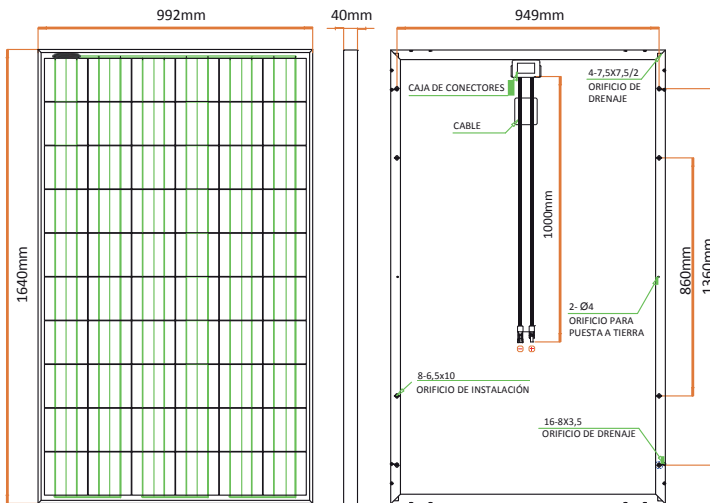 992mm
40mm
949mm
1640mm
CAJA DE CONECTORES
CABLE
1000mm
4-7,5X7,5/2
ORIFICIO DE
DRENAJE
860mm
1360mm
2- Ø4
ORIFICIO PARA
PUESTA A TIERRA
8-6,5x10
ORIFICIO DE INSTALACIÓN
16-8X3,5
ORIFICIO DE DRENAJE